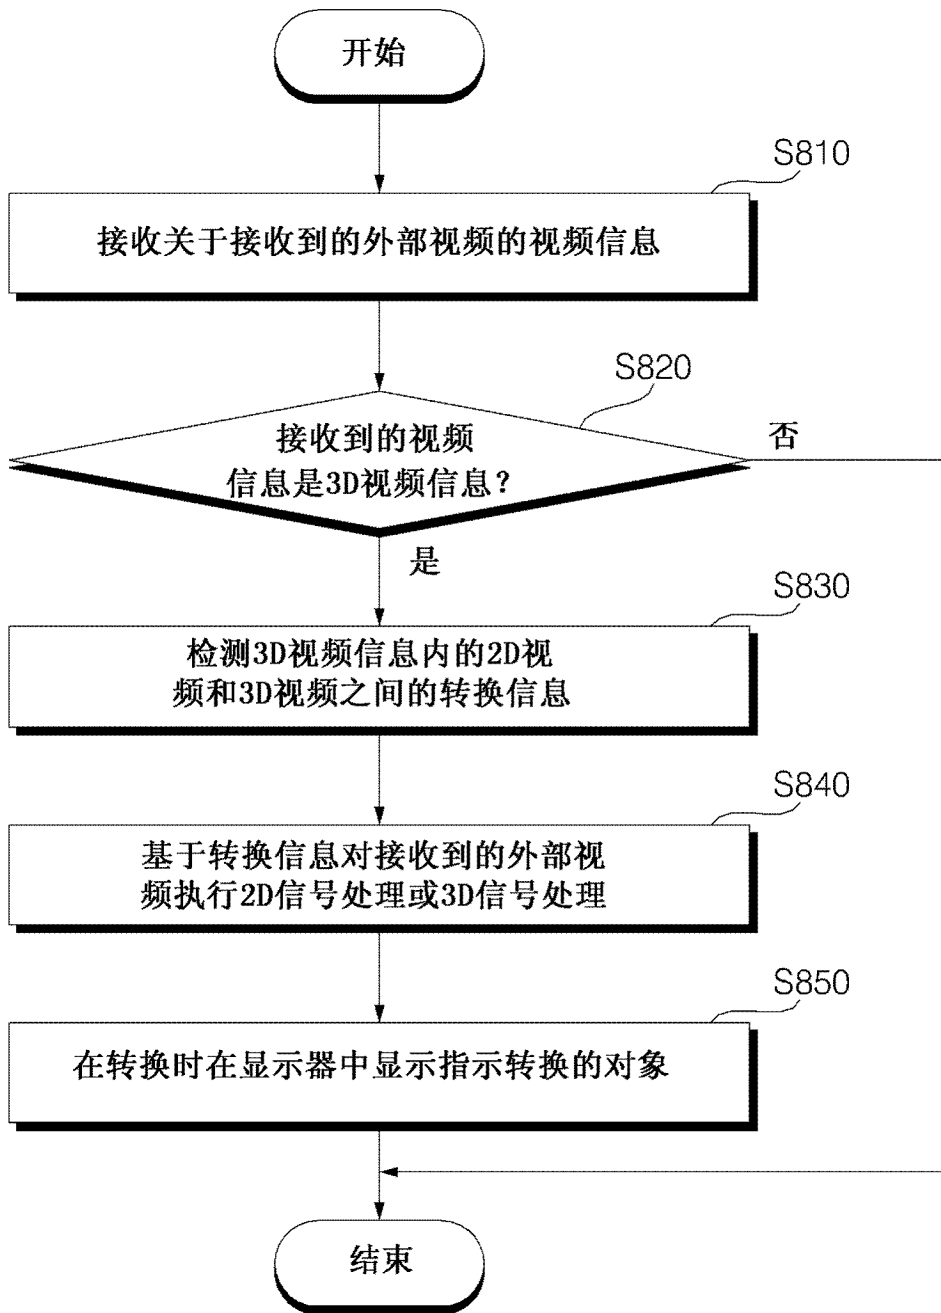 开始
S810
接收关于接收到的外部视频的视频信息
S820
接收到的视频
信息是3D视频信息?
否
是
S830
检测3D视频信息内的2D视
频和3D视频之间的转换信息
S840
基于转换信息对接收到的外部视
频执行2D信号处理或3D信号处理
S850
在转换时在显示器中显示指示转换的对象
结束